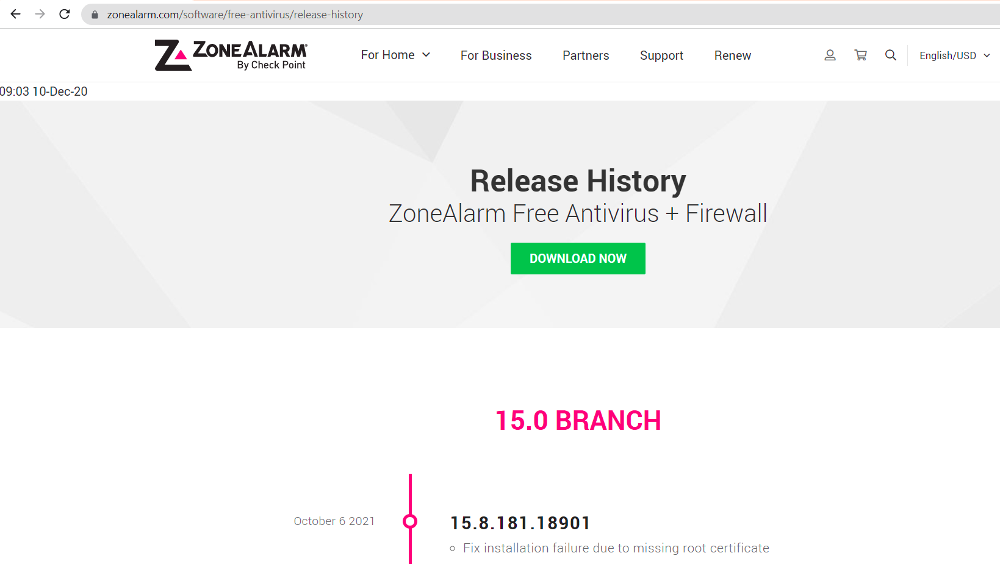 zonealarm.com/software/free-antivirus/release-history
ZONEALARM®
By Check Point
For Home
For Business
Partners
Support
Renew
English/USD
09:03 10-Dec-20
Release History
ZoneAlarm Free Antivirus + Firewall
DOWNLOAD NOW
15.0 BRANCH
October 6 2021
15.8.181.18901
Fix installation failure due to missing root certificate